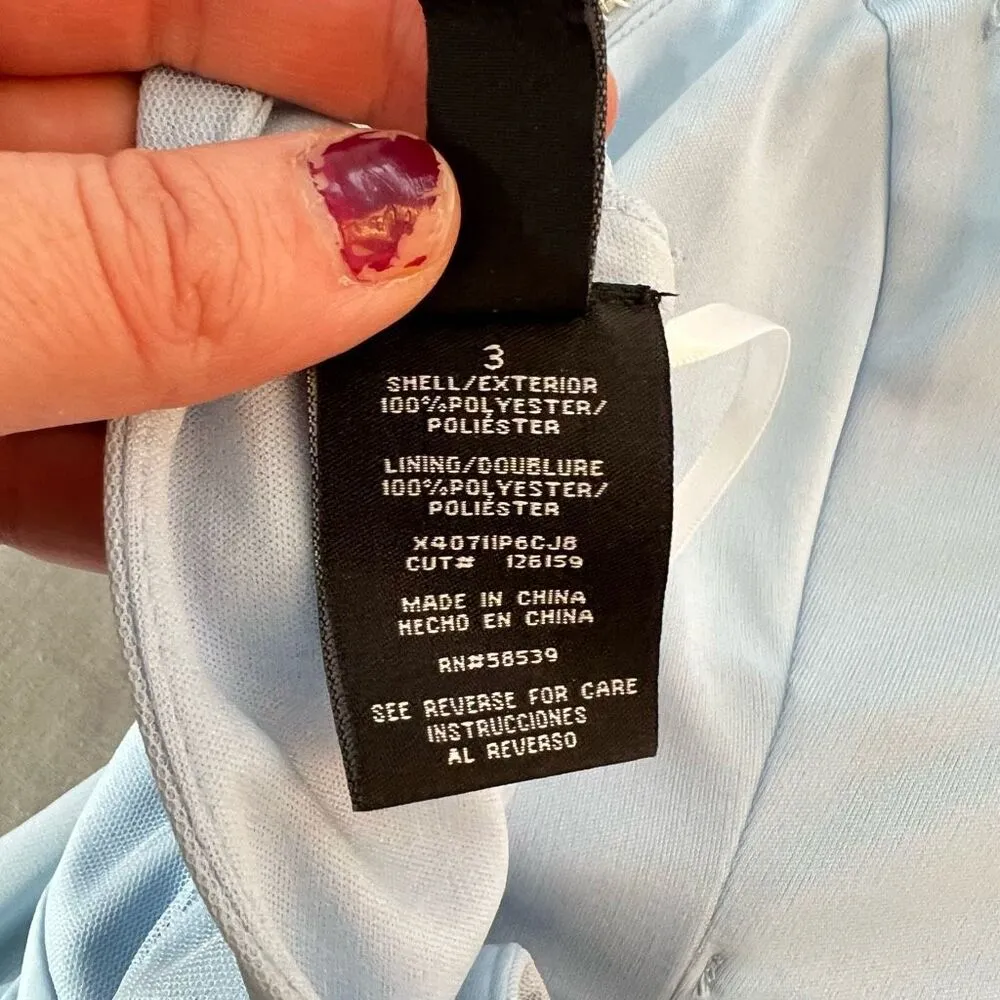 3
SHELL/EXTERIOR
100%POLYESTER/
POLIÉSTER
LINING/DOUBLURE
100%POLYESTER/
POLIÉSTER
X40711P6CJ8
CUT# 126159
MADE IN CHINA
HECHO EN CHINA
RN#58539
SEE REVERSE FOR CARE
INSTRUCCIONES
AL REVERSO